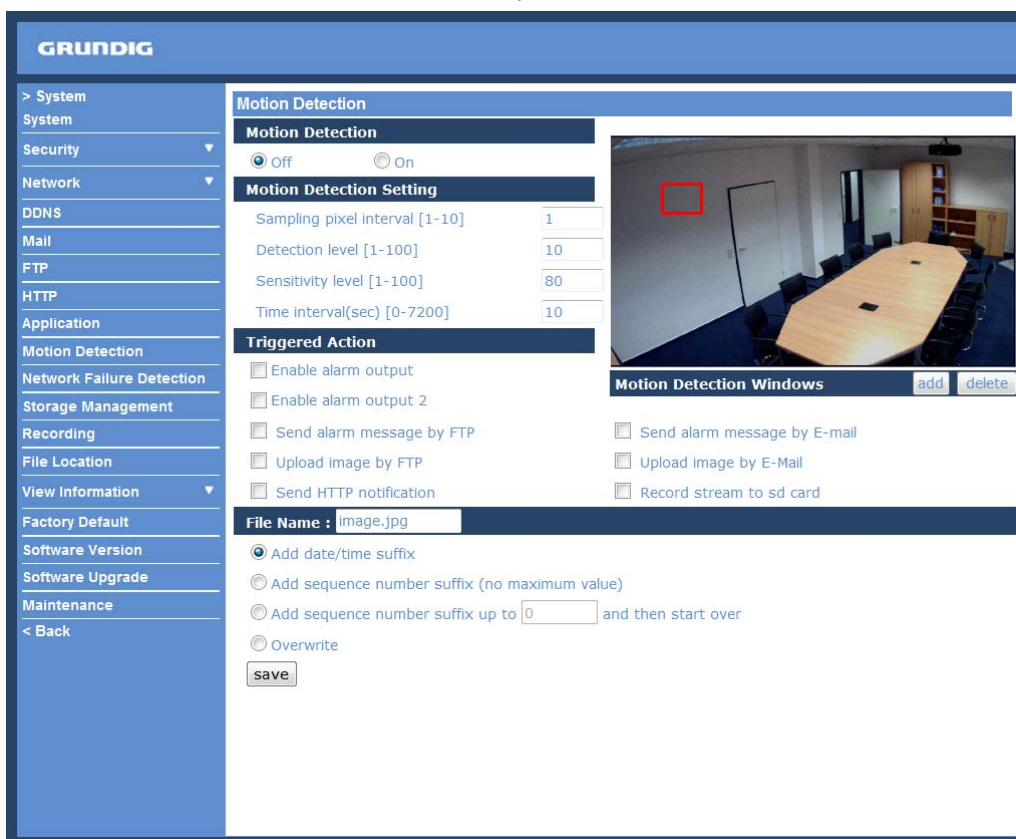 GRUNDIG
> System
System
Security
Network
DDNS
Mail
FTP
HTTP
Application
Motion Detection
Network Failure Detection
Storage Management
Recording
File Location
View Information
Factory Default
Software Version
Software Upgrade
Maintenance
< Back
Motion Detection
Motion Detection
Off On
Motion Detection Setting
Sampling pixel interval [1-10] 1
Detection level [1-100] 10
Sensitivity level [1-100] 80
Time interval(sec) [0-7200] 10
Triggered Action
Enable alarm output
Motion Detection Windows add delete
Enable alarm output 2
Send alarm message by FTP Send alarm message by E-mail
Upload image by FTP Upload image by E-Mail
Send HTTP notification Record stream to sd card
File Name : image.jpg
Add date/time suffix
Add sequence number suffix (no maximum value)
Add sequence number suffix up to 0 and then start over
Overwrite
save